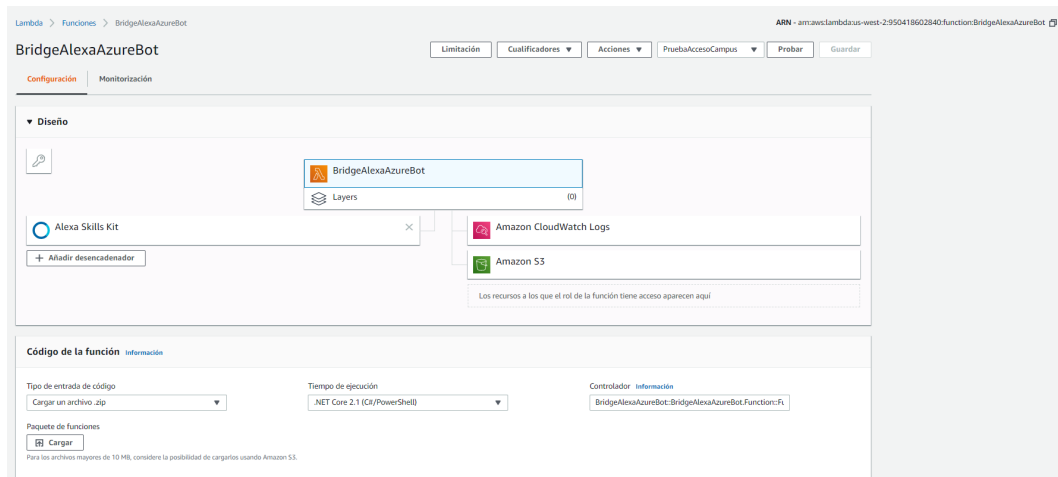 Lambda > Funciones > BridgeAlexaAzureBot
ARN - arn:aws:lambda:us-west-2:950418602840:function:BridgeAlexaAzureBot
BridgeAlexaAzureBot
Limitación
Cualificadores
Acciones
PruebaAccesoCampus
Probar
Guardar
Configuración
Monitorización
Diseño
BridgeAlexaAzureBot
Layers
(0)
Alexa Skills Kit
Amazon CloudWatch Logs
+ Añadir desencadenador
Amazon S3
Los recursos a los que el rol de la función tiene acceso aparecen aquí
Código de la función Información
Tipo de entrada de código
Tiempo de ejecución
Controlador Información
Cargar un archivo .zip
.NET Core 2.1 (C#/PowerShell)
BridgeAlexaAzureBot::BridgeAlexaAzureBot.Function::Fu
Paquete de funciones
Cargar
Para los archivos mayores de 10 MB, considere la posibilidad de cargarlos usando Amazon S3.